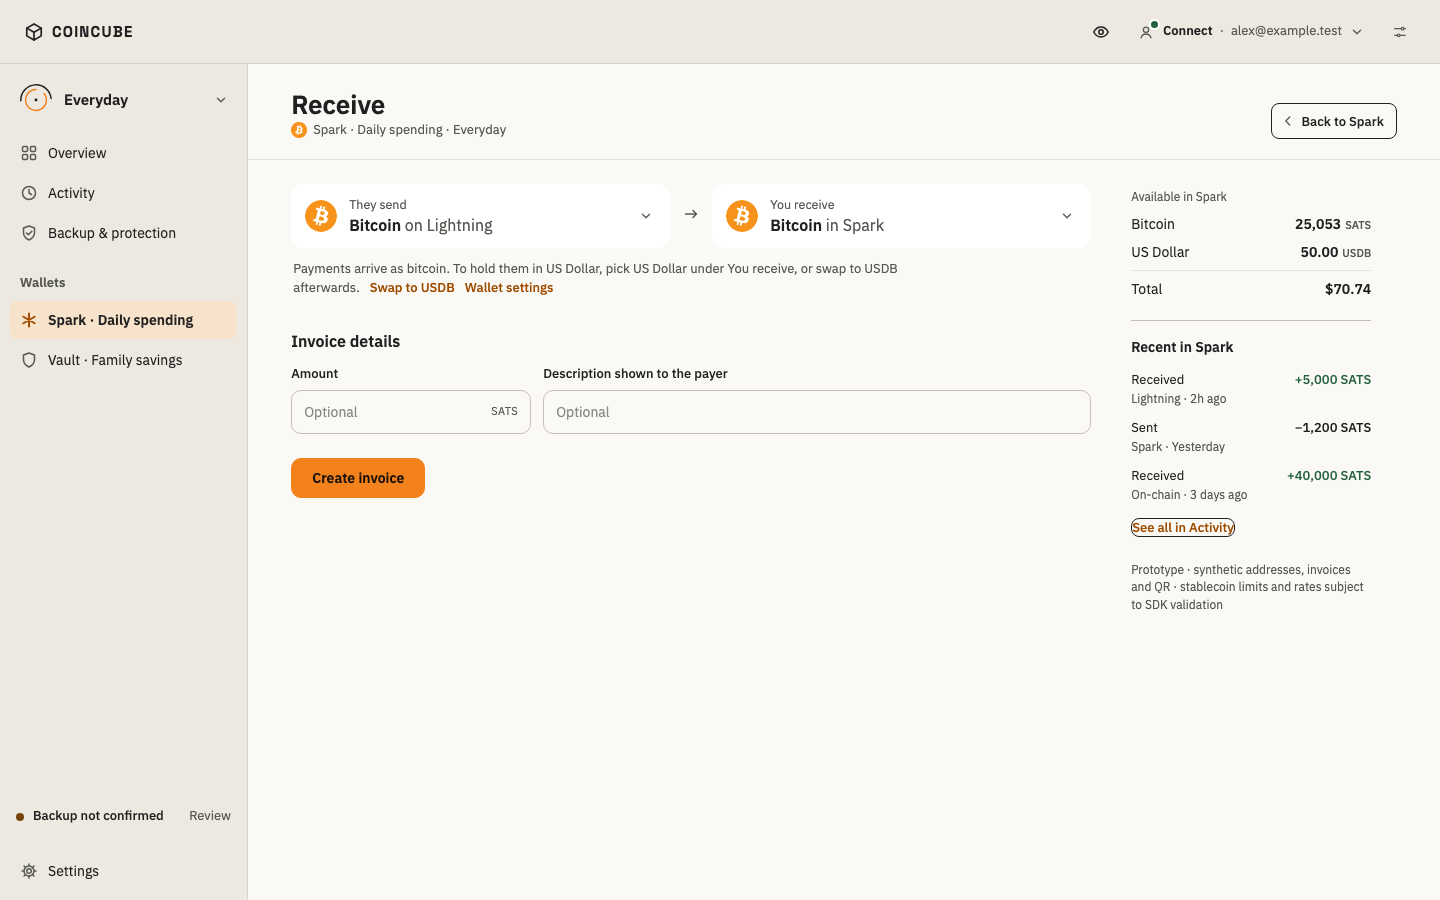 COINCUBE
Connect · alex@example.test
Everyday
Overview
Activity
Backup & protection
Wallets
Spark · Daily spending
Vault · Family savings
Backup not confirmed Review
Settings
Receive
Spark · Daily spending · Everyday
Back to Spark
They send
Bitcoin on Lightning
You receive
Bitcoin in Spark
Payments arrive as bitcoin. To hold them in US Dollar, pick US Dollar under You receive, or swap to USDB
afterwards. Swap to USDB Wallet settings
Invoice details
Amount
Optional SATS
Description shown to the payer
Optional
Create invoice
Available in Spark
Bitcoin 25,053 SATS
US Dollar 50.00 USDB
Total $70.74
Recent in Spark
Received +5,000 SATS
Lightning · 2h ago
Sent −1,200 SATS
Spark · Yesterday
Received +40,000 SATS
On-chain · 3 days ago
See all in Activity
Prototype · synthetic addresses, invoices
and QR · stablecoin limits and rates subject
to SDK validation